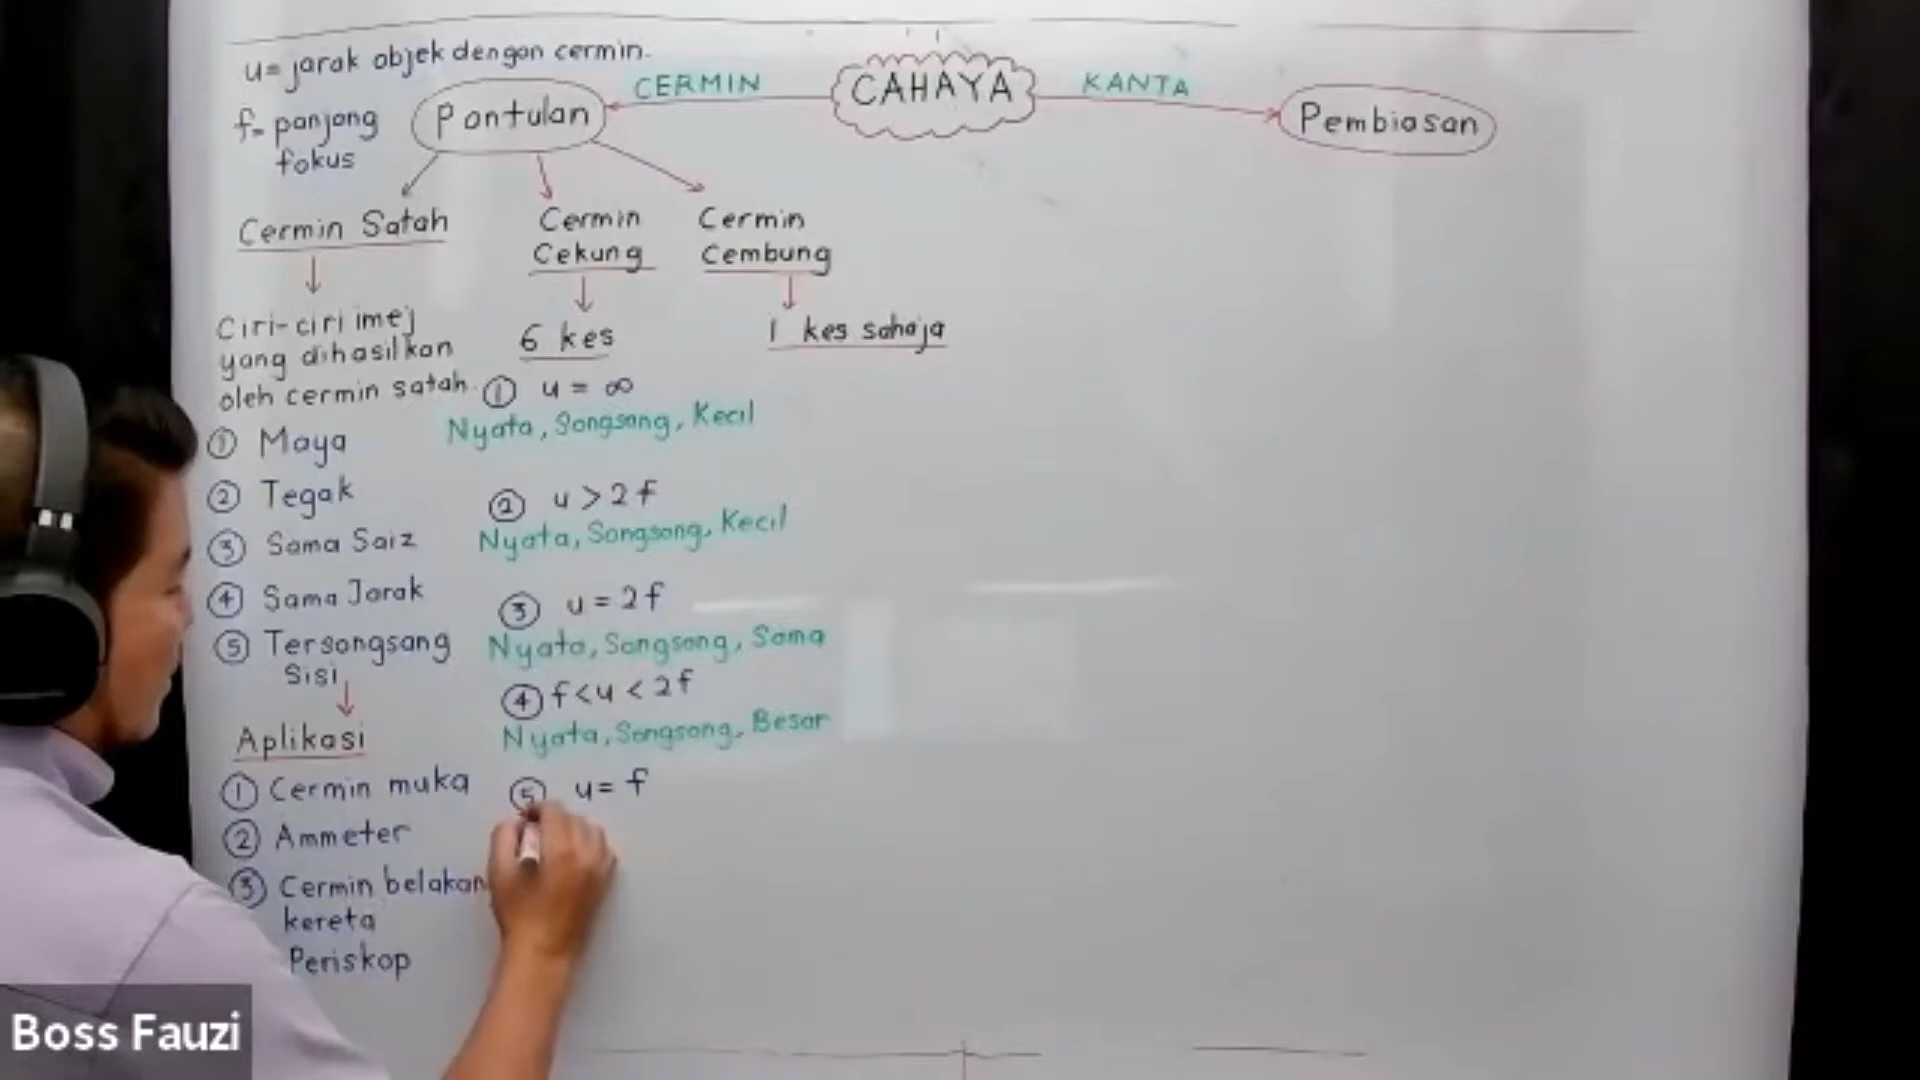 u= jarak objek dengan cermin.
f= panjang
fokus
Pantulan
CERMIN
CAHAYA
KANTA
Pembiasan
Cermin Satah
Cermin
Cekung
Cermin
Cembung
Ciri-ciri imej
yang dihasilkan
oleh cermin satah.
① Maya
② Tegak
③ Sama Saiz
④ Sama Jarak
⑤ Tersongsang
Sisi
Aplikasi
① Cermin muka
② Ammeter
③ Cermin belakan
kereta
Periskop
6 kes
① u = ∞
Nyata, Songsang, Kecil
② u > 2f
Nyata, Songsang, Kecil
③ u = 2f
Nyata, Songsang, Sama
④ f < u < 2f
Nyata, Songsang, Besar
⑤ u = f
1 kes sahaja
Boss Fauzi